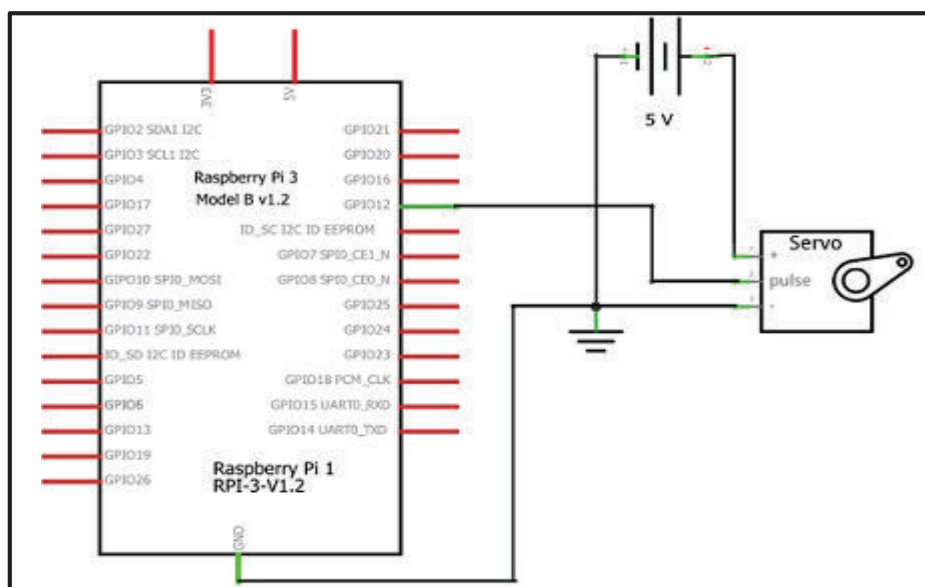 3V3
5V
GPIO2 SDA1 I2C
GPIO3 SCL1 I2C
GPIO4
GPIO17
GPIO27
GPIO22
GIPO10 SPI0_MOSI
GPIO9 SPI0_MISO
GPIO11 SPI0_SCLK
ID_SD I2C ID EEPROM
GPIO5
GPIO6
GPIO13
GPIO19
GPIO26
Raspberry Pi 3
Model B v1.2
GPIO21
GPIO20
GPIO16
GPIO12
ID_SC I2C ID EEPROM
GPIO7 SPI0_CE1_N
GPIO8 SPI0_CE0_N
GPIO25
GPIO24
GPIO23
GPIO18 PCM_CLK
GPIO15 UART0_RXD
GPIO14 UART0_TXD
Raspberry Pi 1
RPI-3-V1.2
GND
5 V
Servo
+
pulse
-